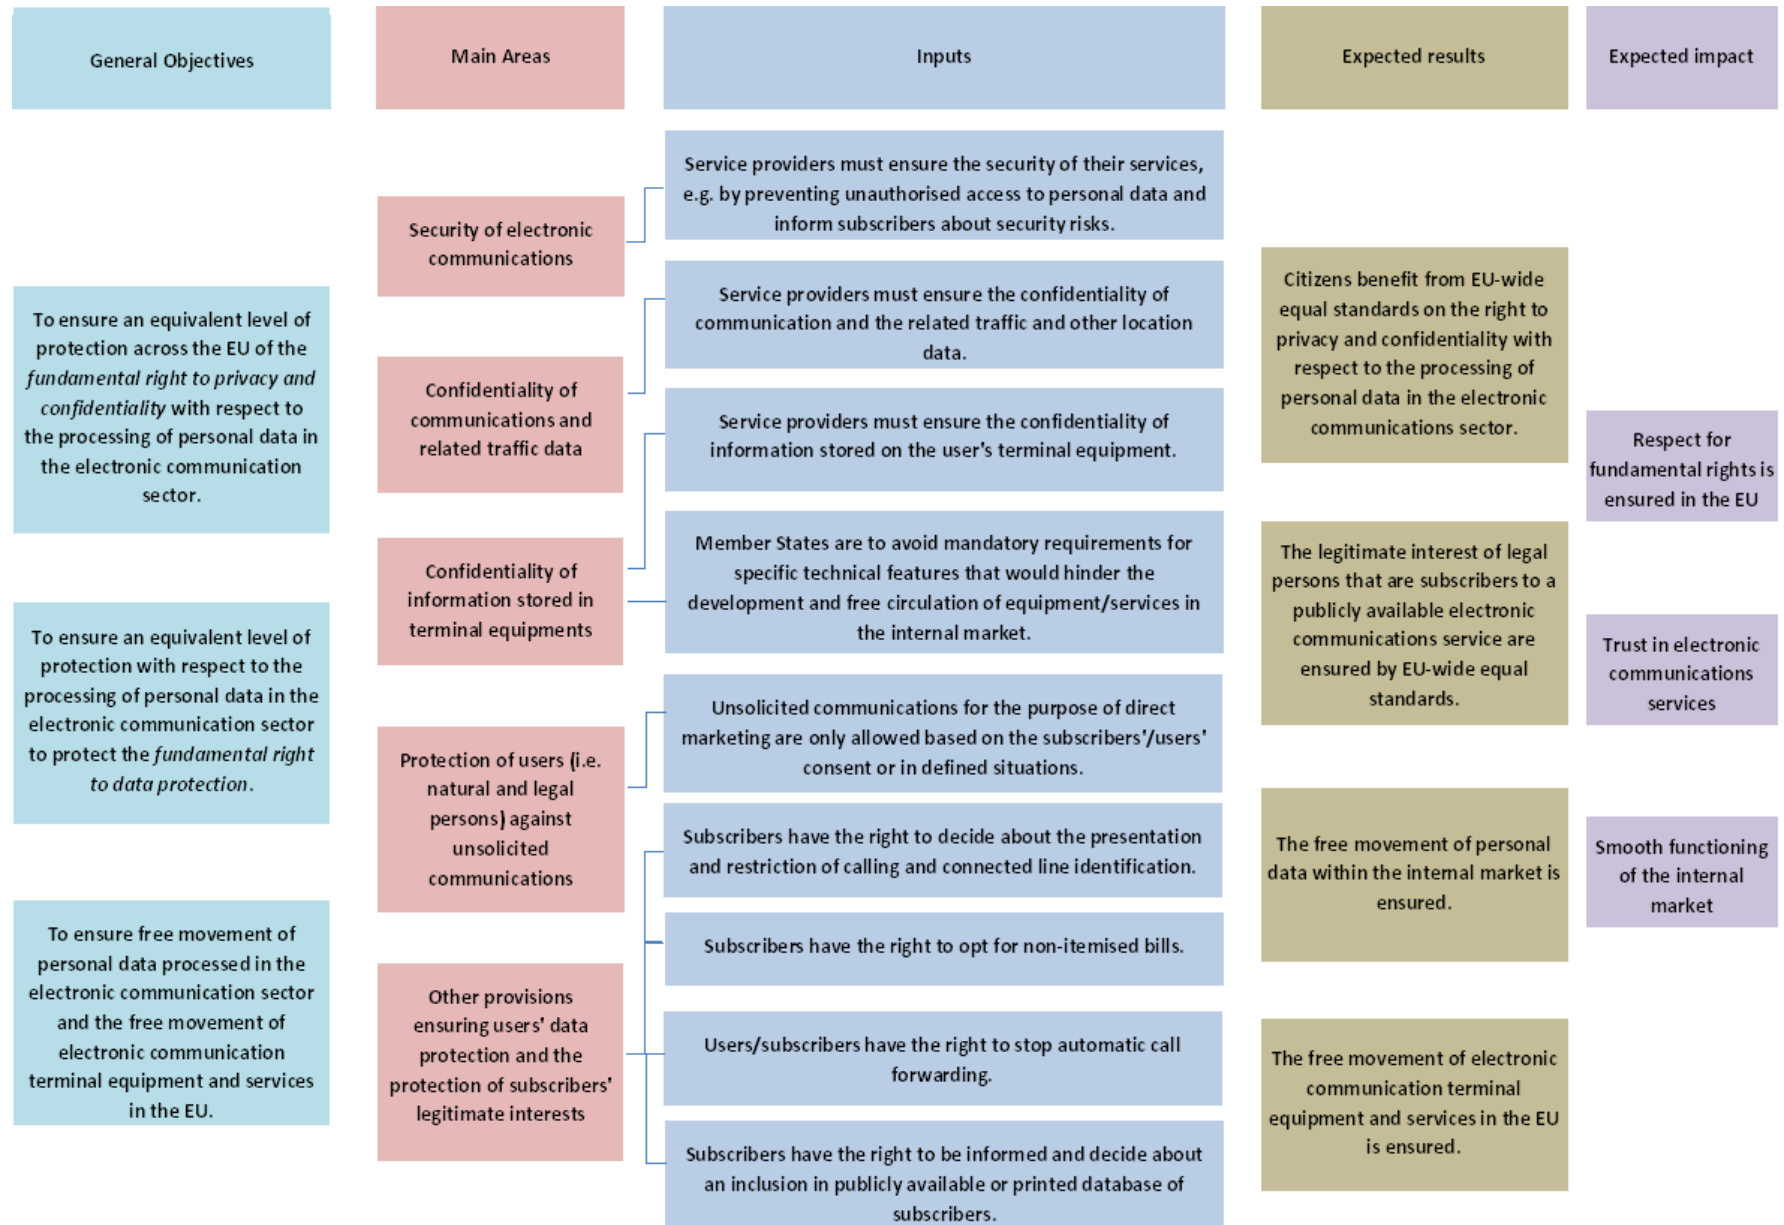 General Objectives
Main Areas
Inputs
Expected results
Expected impact
To ensure an equivalent level of
protection across the EU of the
fundamental right to privacy and
confidentiality with respect to
the processing of personal data in
the electronic communication
sector.
To ensure an equivalent level of
protection with respect to the
processing of personal data in the
electronic communication sector
to protect the fundamental right
to data protection.
To ensure free movement of
personal data processed in the
electronic communication sector
and the free movement of
electronic communication
terminal equipment and services
in the EU.
Security of electronic
communications
Confidentiality of
communications and
related traffic data
Confidentiality of
information stored in
terminal equipments
Protection of users (i.e.
natural and legal
persons) against
unsolicited
communications
Other provisions
ensuring users' data
protection and the
protection of subscribers'
legitimate interests
Service providers must ensure the security of their services,
e.g. by preventing unauthorised access to personal data and
inform subscribers about security risks.
Service providers must ensure the confidentiality of
communication and the related traffic and other location
data.
Service providers must ensure the confidentiality of
information stored on the user's terminal equipment.
Member States are to avoid mandatory requirements for
specific technical features that would hinder the
development and free circulation of equipment/services in
the internal market.
Unsolicited communications for the purpose of direct
marketing are only allowed based on the subscribers'/users'
consent or in defined situations.
Subscribers have the right to decide about the presentation
and restriction of calling and connected line identification.
Subscribers have the right to opt for non-itemised bills.
Users/subscribers have the right to stop automatic call
forwarding.
Subscribers have the right to be informed and decide about
an inclusion in publicly available or printed database of
subscribers.
Citizens benefit from EU-wide
equal standards on the right to
privacy and confidentiality with
respect to the processing of
personal data in the electronic
communications sector.
The legitimate interest of legal
persons that are subscribers to a
publicly available electronic
communications service are
ensured by EU-wide equal
standards.
The free movement of personal
data within the internal market is
ensured.
The free movement of electronic
communication terminal
equipment and services in the EU
is ensured.
Respect for
fundamental rights is
ensured in the EU
Trust in electronic
communications
services
Smooth functioning
of the internal
market